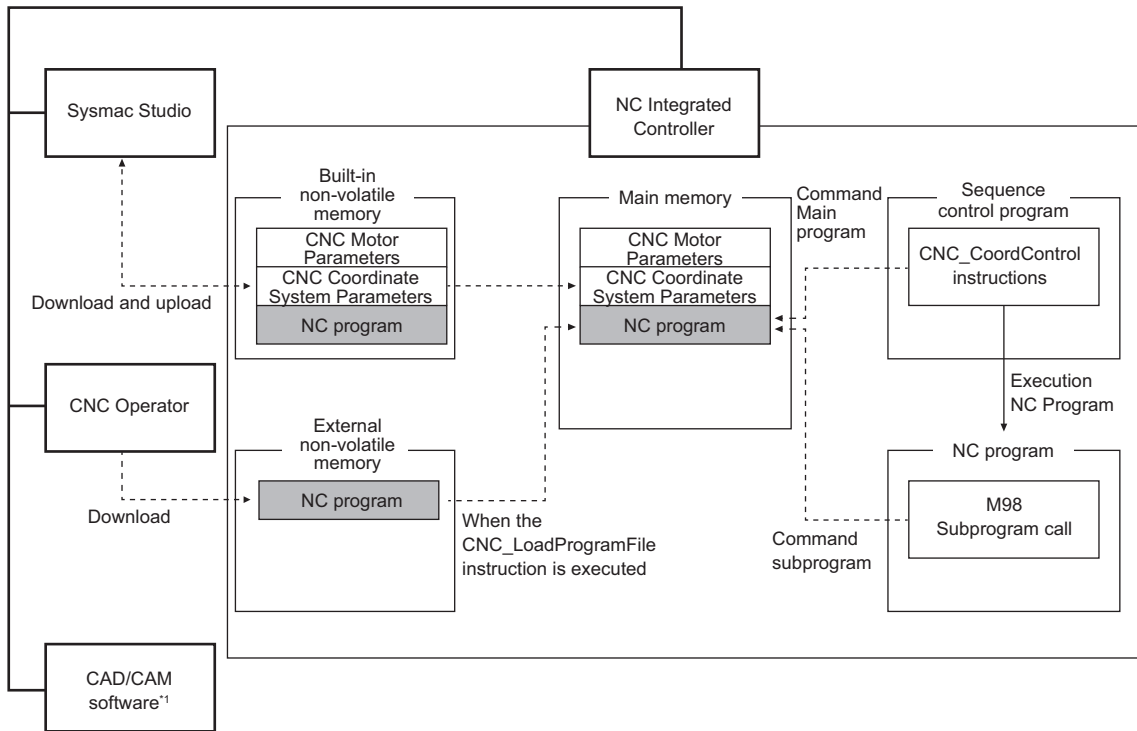 Sysmac Studio
NC Integrated
Controller
Built-in
non-volatile
memory
CNC Motor
Parameters
CNC Coordinate
System Parameters
NC program
Main memory
CNC Motor
Parameters
CNC Coordinate
System Parameters
NC program
Command
Main
program
Sequence
control program
CNC_CoordControl
instructions
Download and upload
CNC Operator
Execution
NC Program
External
non-volatile
memory
NC program
Download
When the
CNC_LoadProgramFile
instruction is executed
NC program
M98
Subprogram call
Command
subprogram
CAD/CAM
software*1